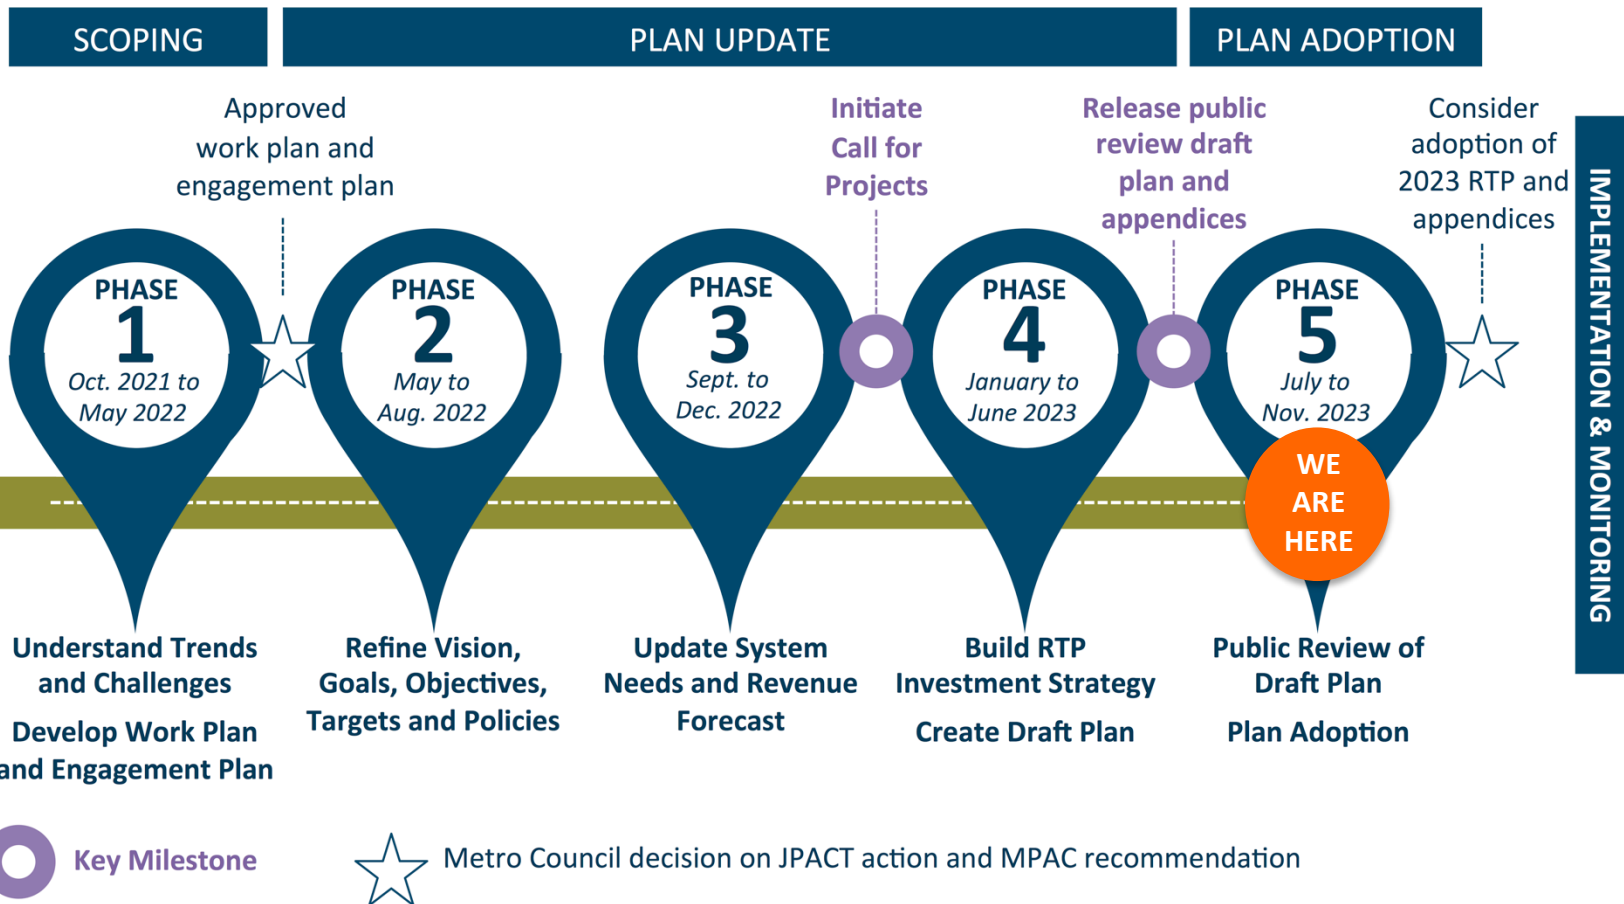 SCOPING
PLAN UPDATE
PLAN ADOPTION
Approved
work plan and
engagement plan
Initiate
Call for
Projects
Release public
review draft
plan and
appendices
Consider
adoption of
2023 RTP and
appendices
IMPLEMENTATION & MONITORING
PHASE
1
Oct. 2021 to
May 2022
PHASE
2
May to
Aug. 2022
PHASE
3
Sept. to
Dec. 2022
PHASE
4
January to
June 2023
PHASE
5
July to
Nov. 2023
WE
ARE
HERE
Understand Trends
and Challenges
Develop Work Plan
and Engagement Plan
Refine Vision,
Goals, Objectives,
Targets and Policies
Update System
Needs and Revenue
Forecast
Build RTP
Investment Strategy
Create Draft Plan
Public Review of
Draft Plan
Plan Adoption
Key Milestone
Metro Council decision on JPACT action and MPAC recommendation